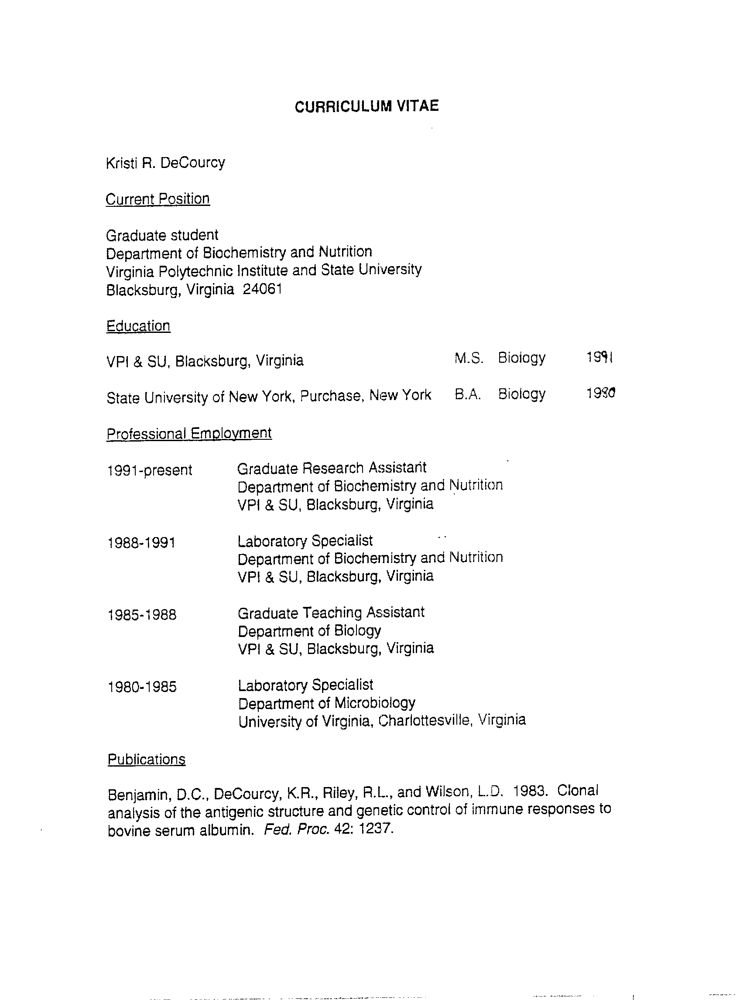 CURRICULUM VITAE
Kristi R. DeCourcy
Current Position
Graduate student
Department of Biochemistry and Nutrition
Virginia Polytechnic Institute and State University
Blacksburg, Virginia 24061
Education
VPI & SU, Blacksburg, Virginia M.S. Biology 1991
State University of New York, Purchase, New York B.A. Biology 1980
Professional Employment
1991-present Graduate Research Assistant
Department of Biochemistry and Nutrition
VPI & SU, Blacksburg, Virginia
1988-1991 Laboratory Specialist
Department of Biochemistry and Nutrition
VPI & SU, Blacksburg, Virginia
1985-1988 Graduate Teaching Assistant
Department of Biology
VPI & SU, Blacksburg, Virginia
1980-1985 Laboratory Specialist
Department of Microbiology
University of Virginia, Charlottesville, Virginia
Publications
Benjamin, D.C., DeCourcy, K.R., Riley, R.L., and Wilson, L.D. 1983. Clonal
analysis of the antigenic structure and genetic control of immune responses to
bovine serum albumin. Fed. Proc. 42: 1237.